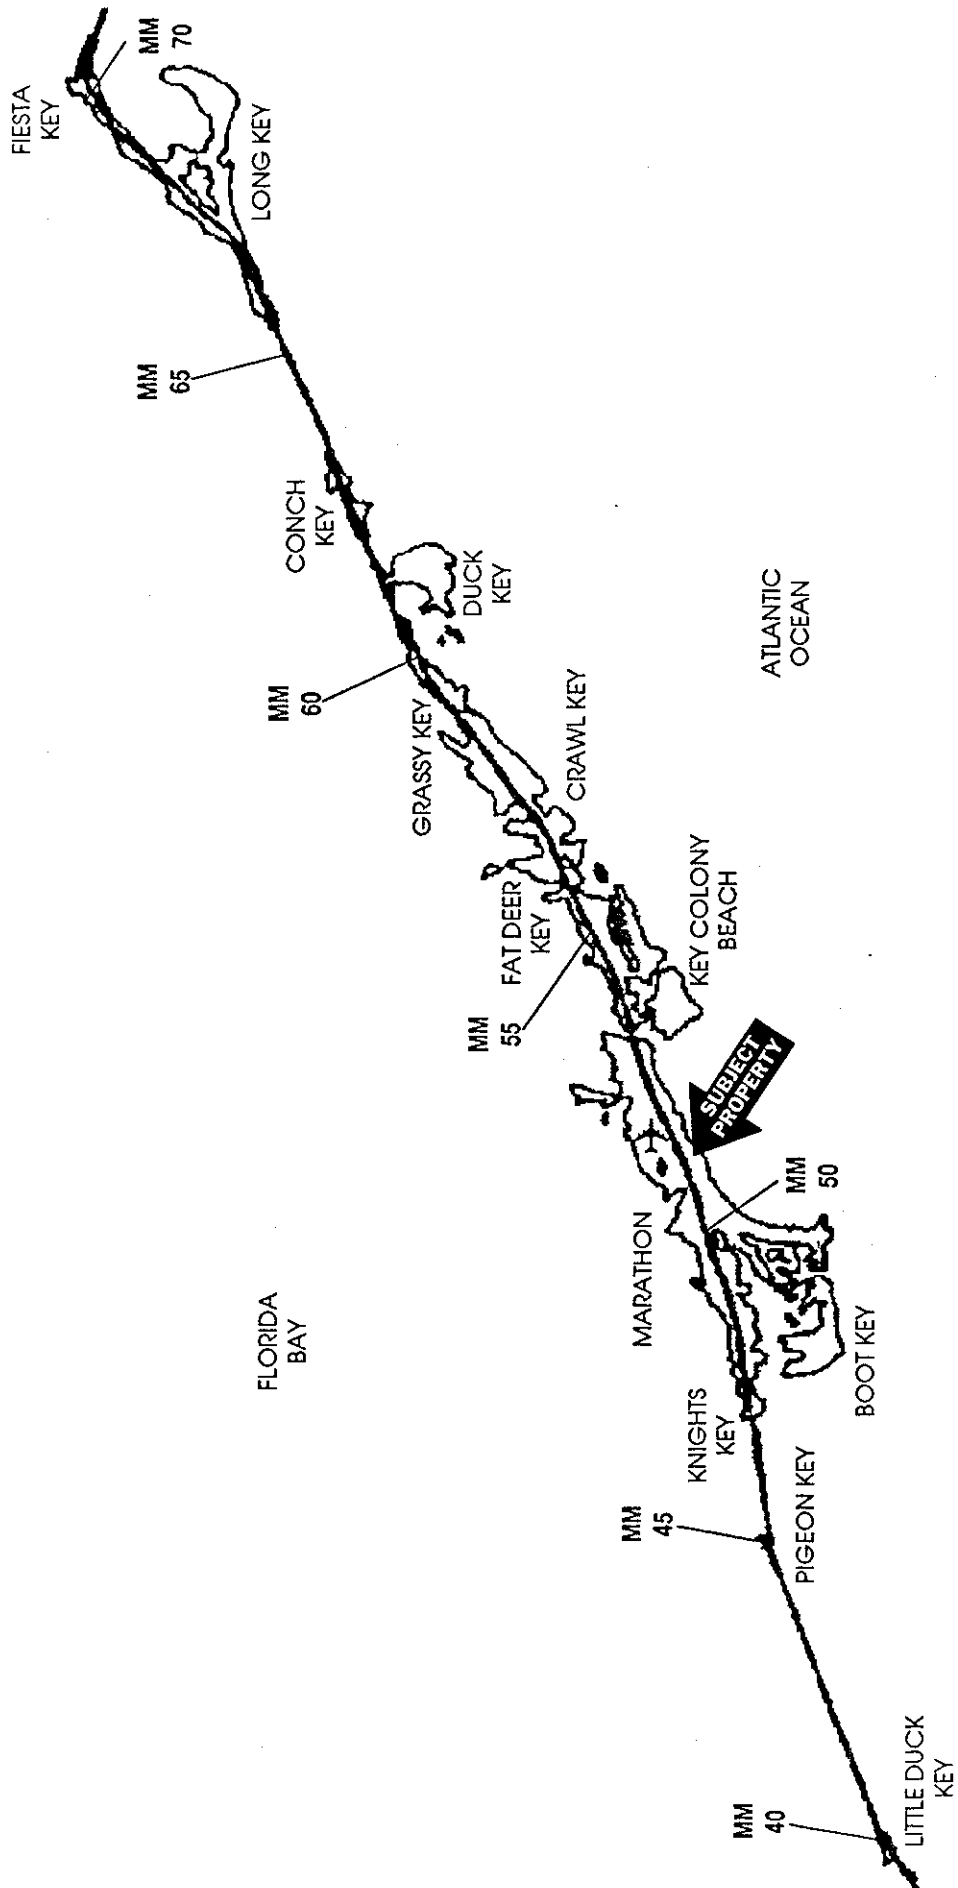 FIESTA
KEY
MM
70
LONG KEY
MM
65
CONCH
KEY
DUCK
KEY
MM
60
GRASSY KEY
CRAWL KEY
ATLANTIC
OCEAN
FAT DEER
KEY
KEY COLONY
BEACH
MM
55
SUBJECT
PROPERTY
MM
50
MARATHON
FLORIDA
BAY
BOOT KEY
KNIGHTS
KEY
PIGEON KEY
MM
45
MM
40
LITTLE DUCK
KEY